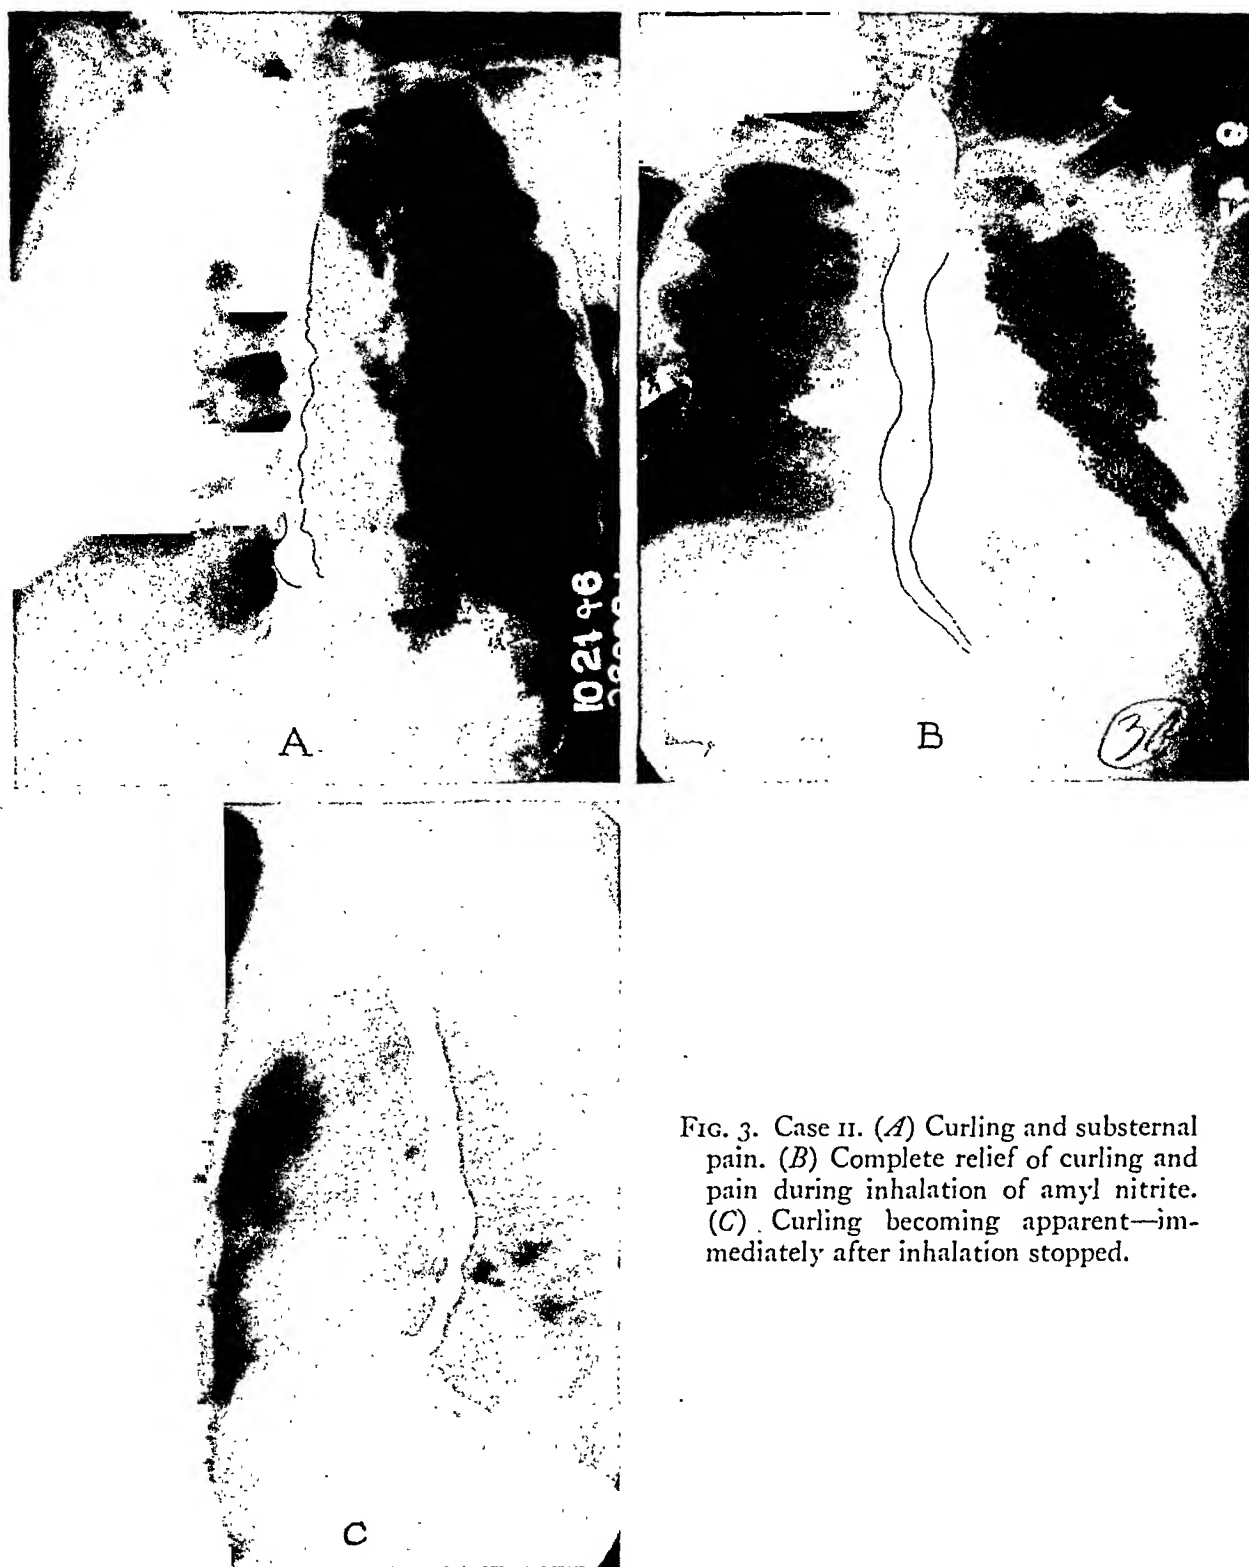 10 21 46
A
B
C
FIG. 3. Case II. (A) Curling and substernal
pain. (B) Complete relief of curling and
pain during inhalation of amyl nitrite.
(C) . Curling becoming apparent—im-
mediately after inhalation stopped.